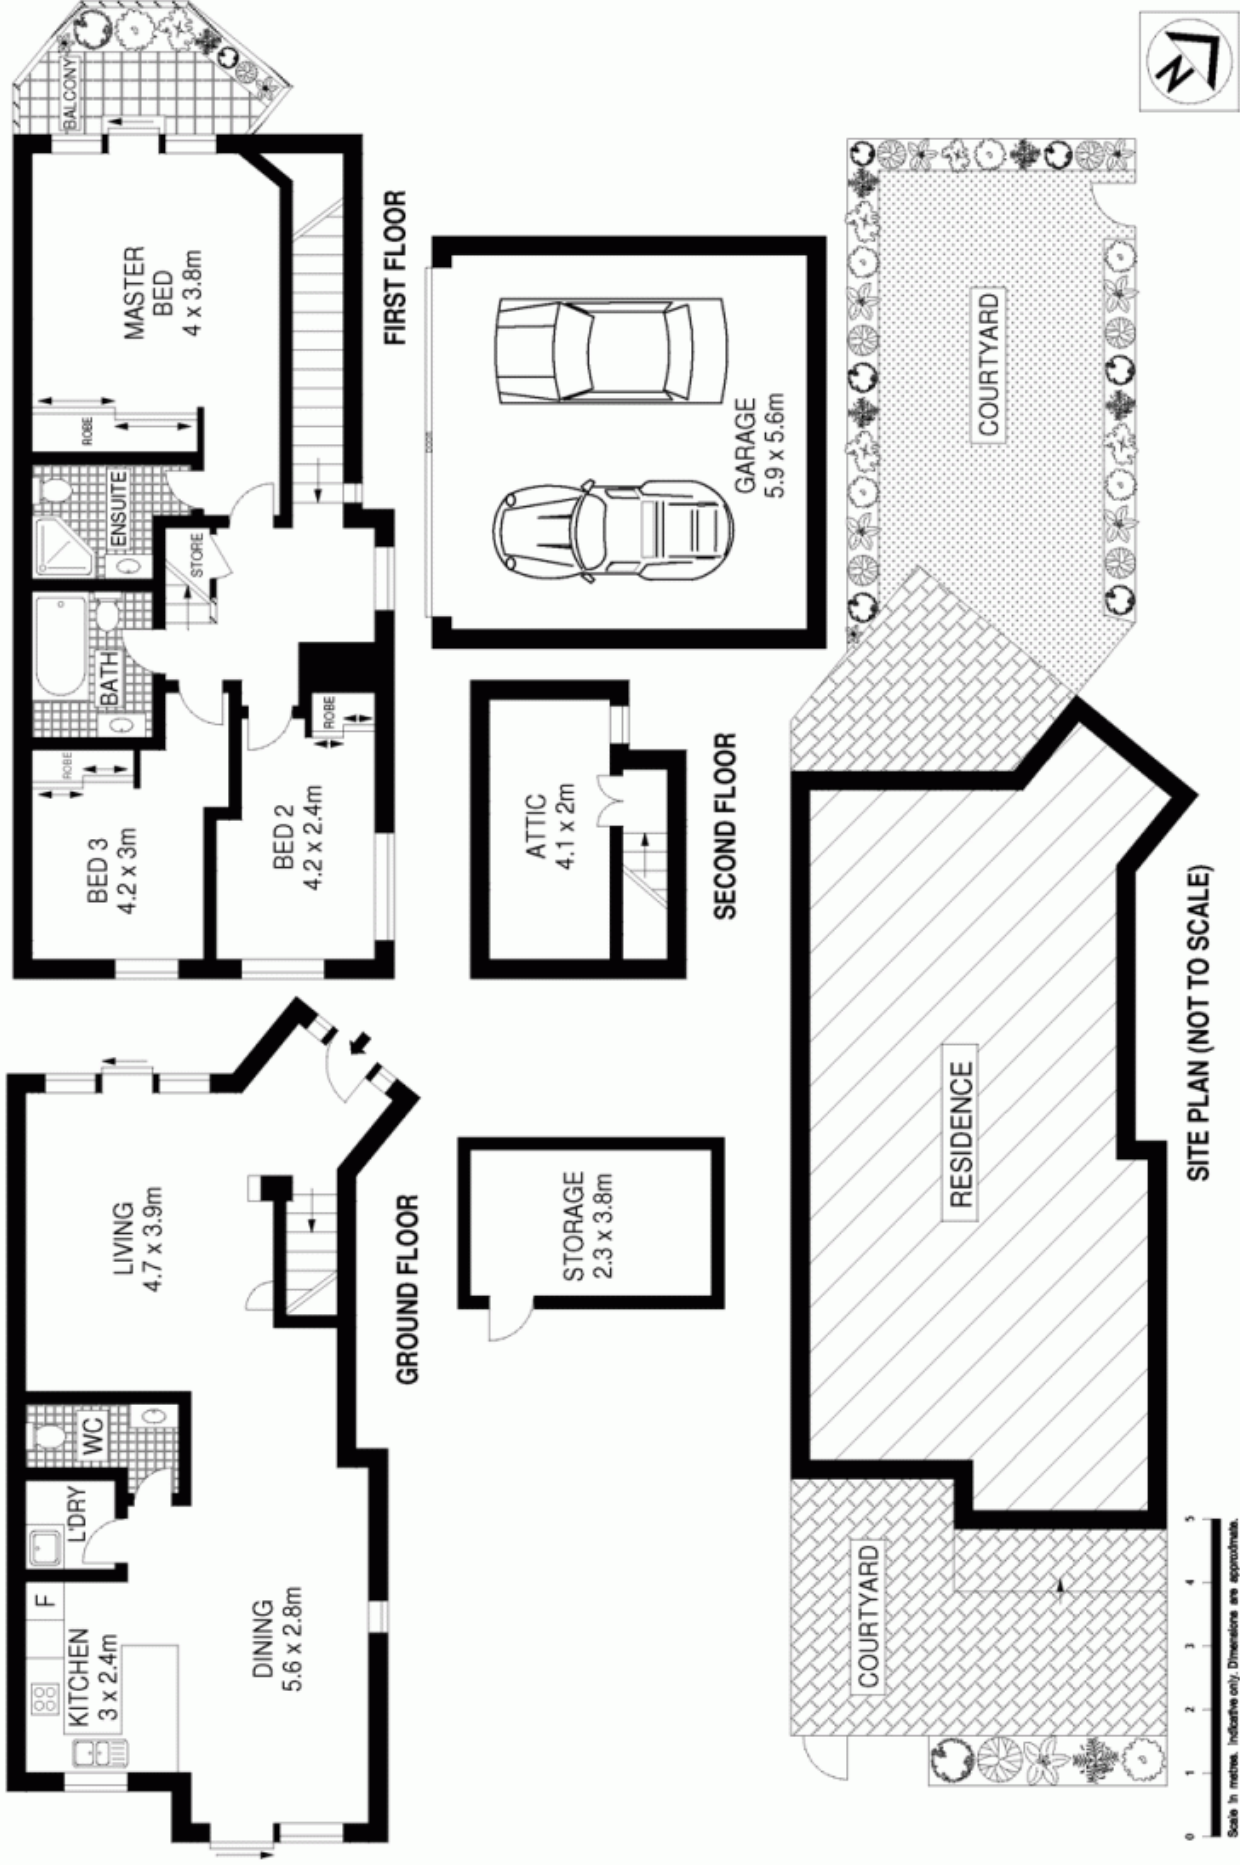 BALCONY
MASTER
BED
4 x 3.8m
ROBE
ENSUITE
STORE
BATH
ROBE
ROBE
BED 3
4.2 x 3m
BED 2
4.2 x 2.4m
FIRST FLOOR
DOOR
GARAGE
5.9 x 5.6m
ATTIC
4.1 x 2m
SECOND FLOOR
LIVING
4.7 x 3.9m
WC
L'DRY
F
KITCHEN
3 x 2.4m
DINING
5.6 x 2.8m
GROUND FLOOR
STORAGE
2.3 x 3.8m
N
COURTYARD
RESIDENCE
COURTYARD
SITE PLAN (NOT TO SCALE)
0 1 2 3 4 5
Scale in metres. Indicative only. Dimensions are approximate.